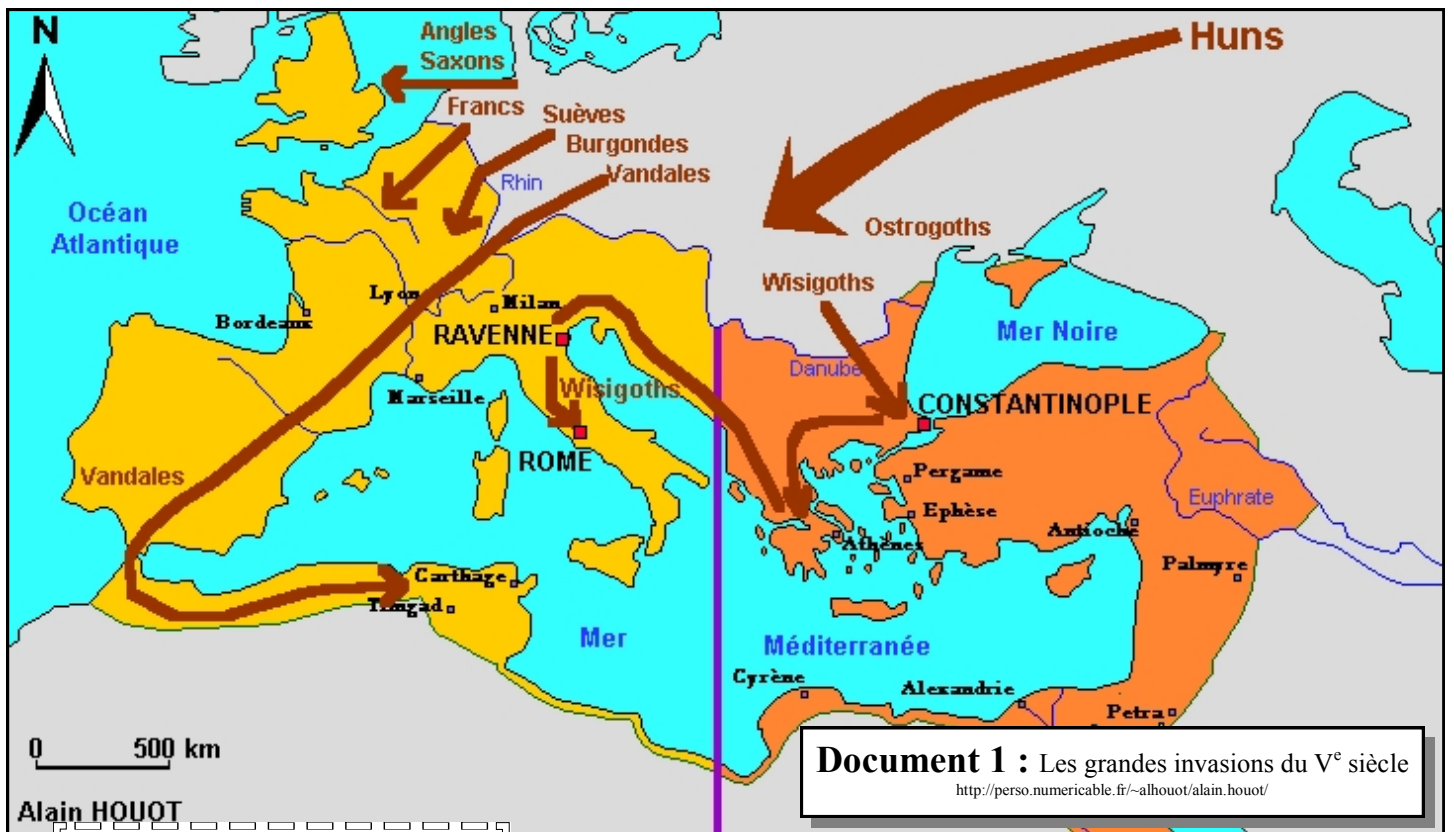 N
Angles
Saxons
Huns
Francs
Suèves
Burgondes
Vandales
Rhin
Océan
Atlantique
Ostrogoths
Wisigoths
Lyon
Milan
Bordeaux
RAVENNE
Mer Noire
Danube
Marseille
Wisigoths
CONSTANTINOPLE
ROME
Vandales
Pergame
Ephèse
Euphrate
Antioche
Athènes
Palmyre
Carthage
Timgad
Mer
Méditerranée
Cyrène
Alexandrie
Petra
0 500 km
Document 1 : Les grandes invasions du Ve siècle
http://perso.numericable.fr/~alhouot/alain.houot/
Alain HOUOT